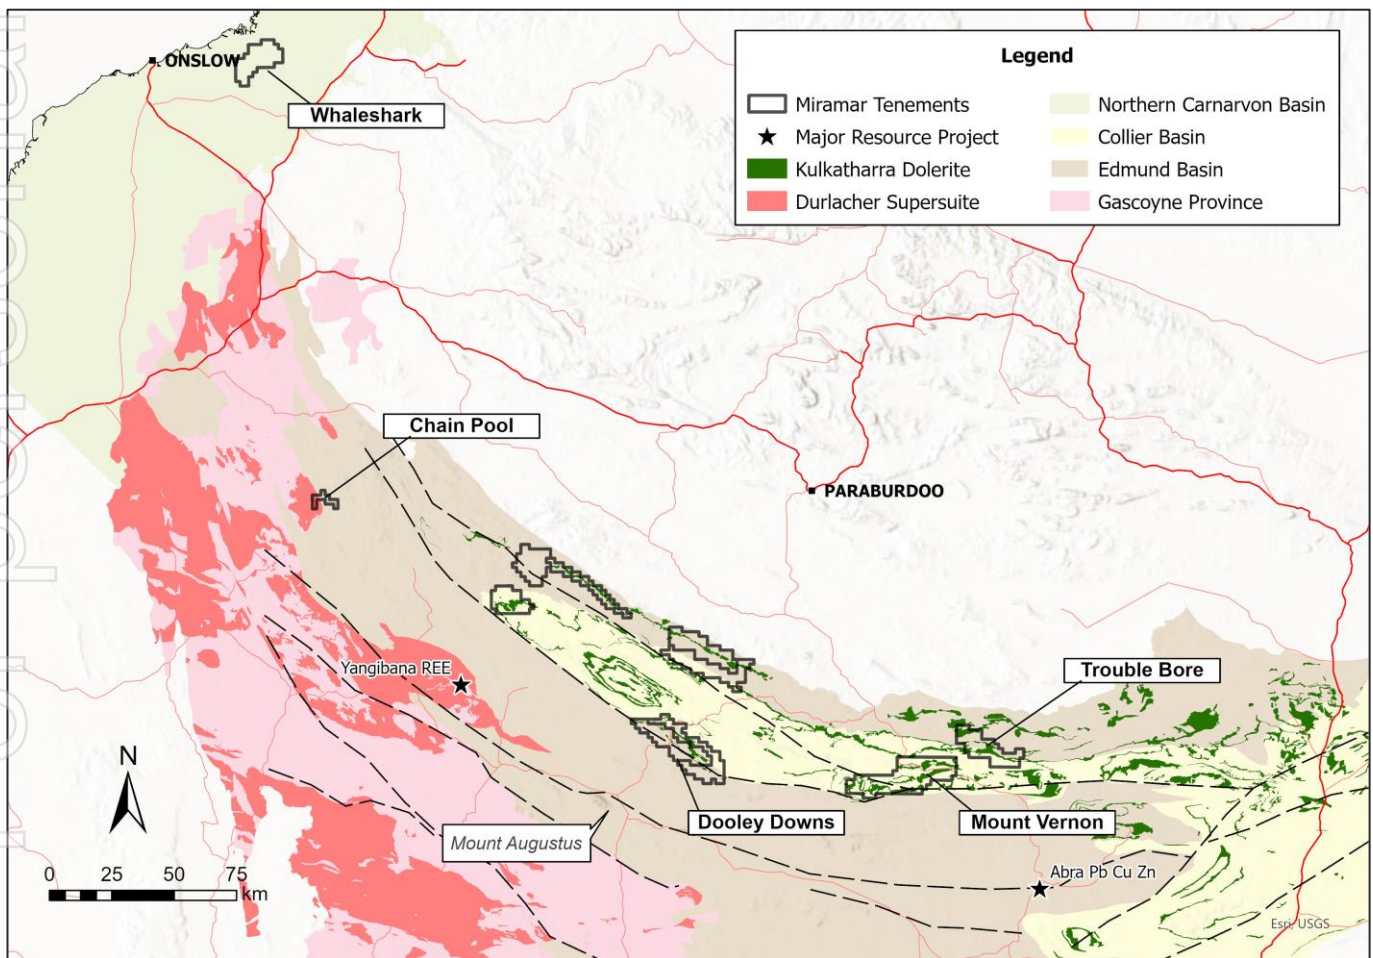 ONSLOW
Whaleshark
Legend
Miramar Tenements
Major Resource Project
Kulkatharra Dolerite
Durlacher Supersuite
Northern Carnarvon Basin
Collier Basin
Edmund Basin
Gascoyne Province
Chain Pool
PARABURDOO
Yangibana REE
Trouble Bore
N
Dooley Downs
Mount Vernon
Mount Augustus
0 25 50 75
km
Abra Pb Cu Zn
Esri, USGS